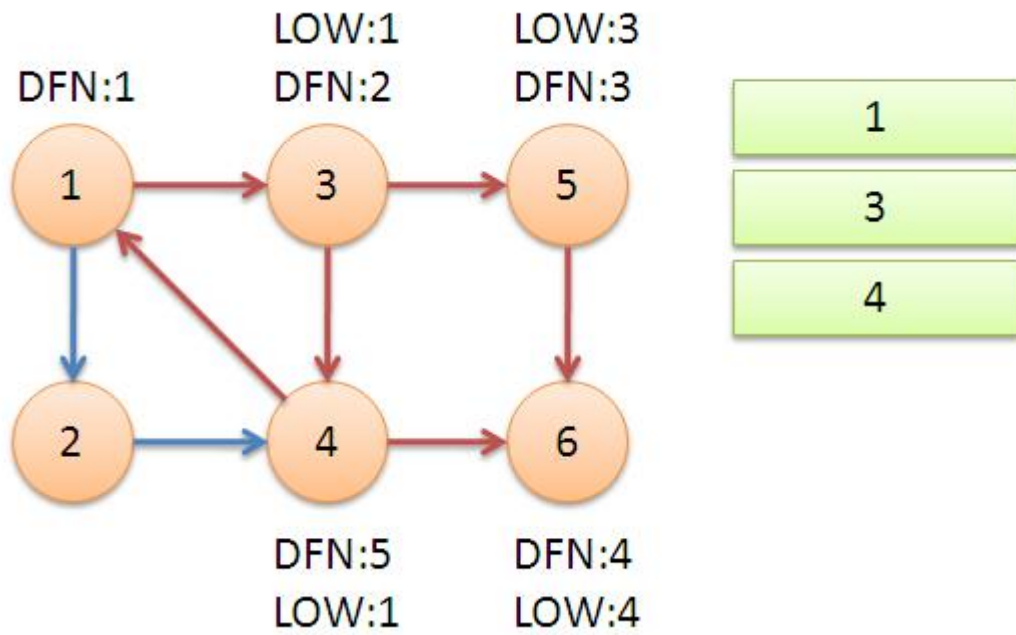 LOW:1 LOW:3
DFN:1 DFN:2 DFN:3
1
1 3 5
3
4
2 4 6
DFN:5 DFN:4
LOW:1 LOW:4